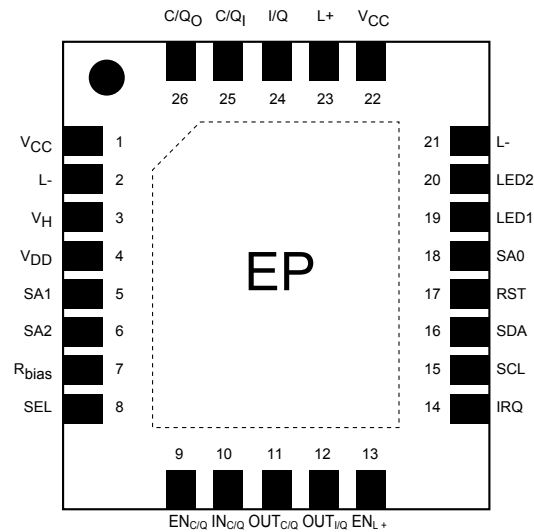 C/QO C/QI I/Q L+ VCC
26 25 24 23 22
VCC 1 21 L-
L- 2 20 LED2
VH 3 19 LED1
VDD 4 18 SA0
EP
SA1 5 17 RST
SA2 6 16 SDA
Rbias 7 15 SCL
SEL 8 14 IRQ
9 10 11 12 13
ENC/Q INC/Q OUTC/Q OUTI/Q ENL+